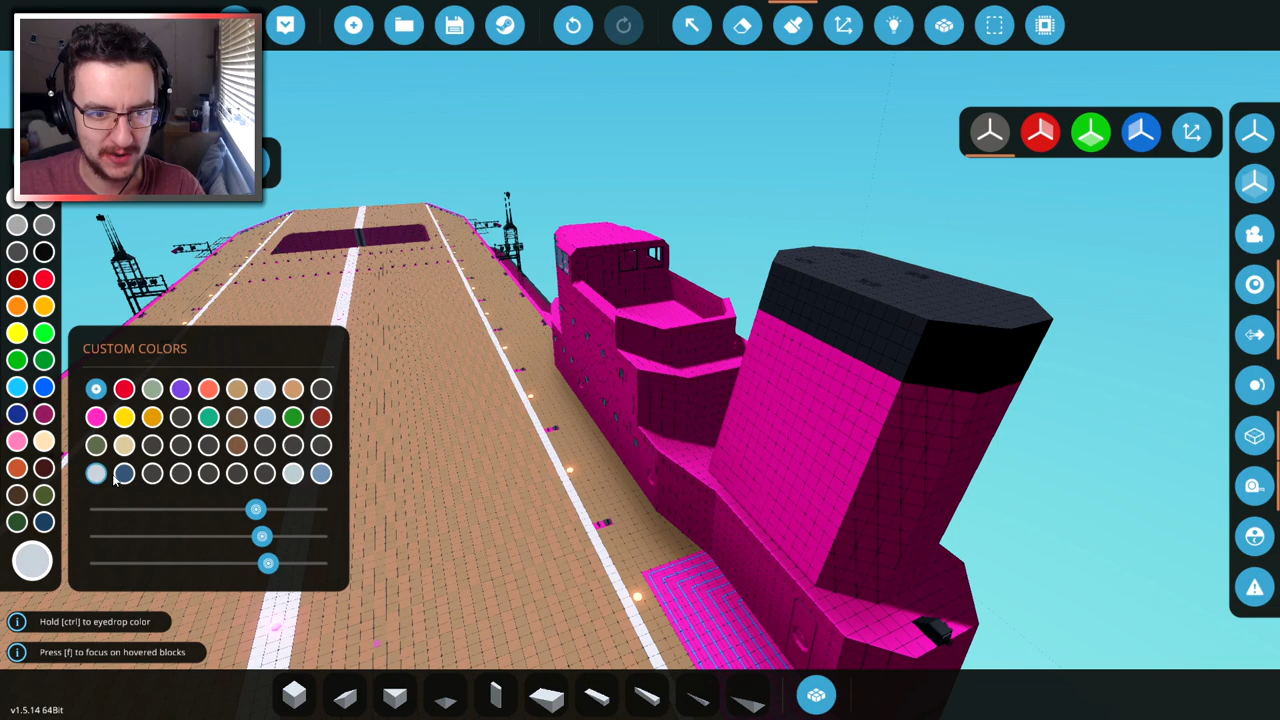 CUSTOM COLORS
Hold [ctrl] to eyedrop color
Press [f] to focus on hovered blocks
v1.5.14 64Bit